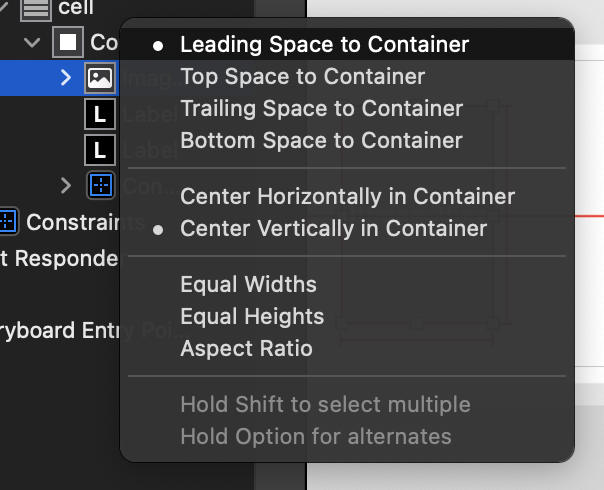 cell
Co
Leading Space to Container
Imag...
Top Space to Container
L Label
Trailing Space to Container
L Label
Bottom Space to Container
Con...
Center Horizontally in Container
Constraints
Center Vertically in Container
t Responde
Equal Widths
Equal Heights
ryboard Entry Poi...
Aspect Ratio
Hold Shift to select multiple
Hold Option for alternates